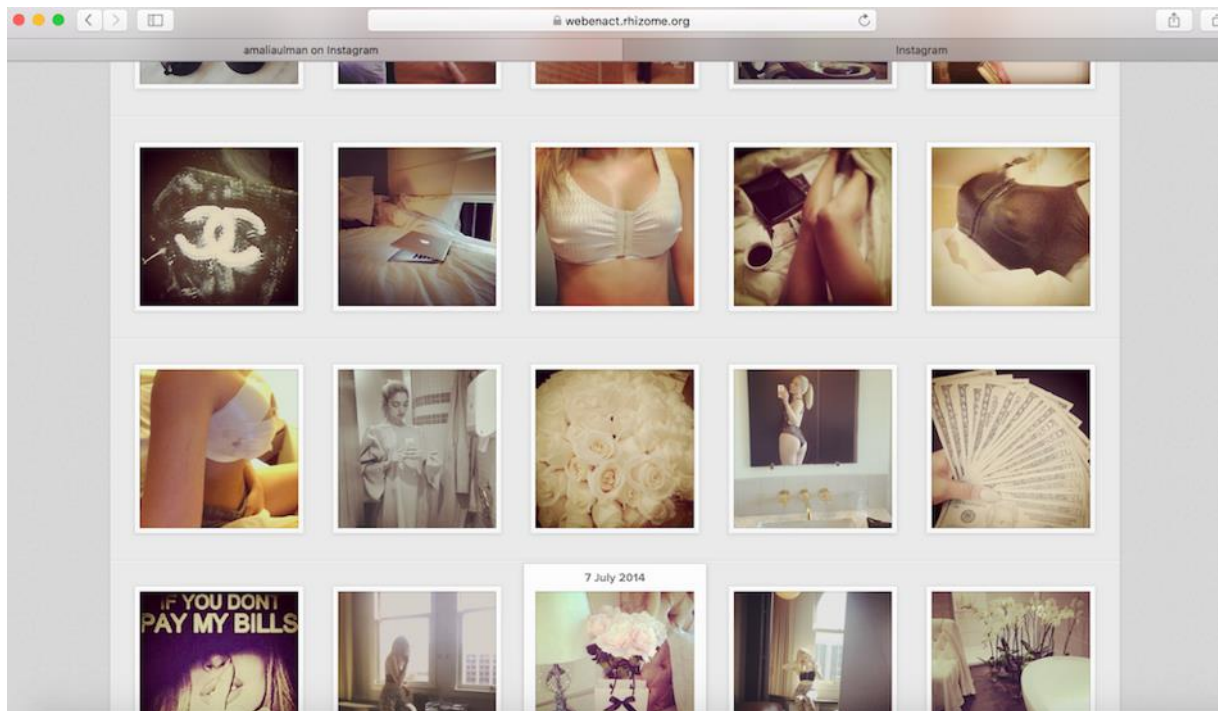 webenact.rhizome.org
amaliaulman on Instagram
Instagram
7 July 2014
IF YOU DONT
PAY MY BILLS